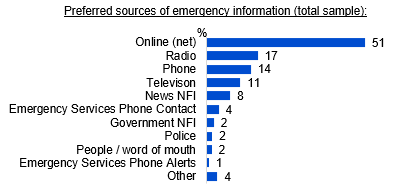 Preferred sources of emergency information (total sample):
%
Online (net) 51
Radio 17
Phone 14
Televison 11
News NFI 8
Emergency Services Phone Contact 4
Government NFI 2
Police 2
People / word of mouth 2
Emergency Services Phone Alerts 1
Other 4